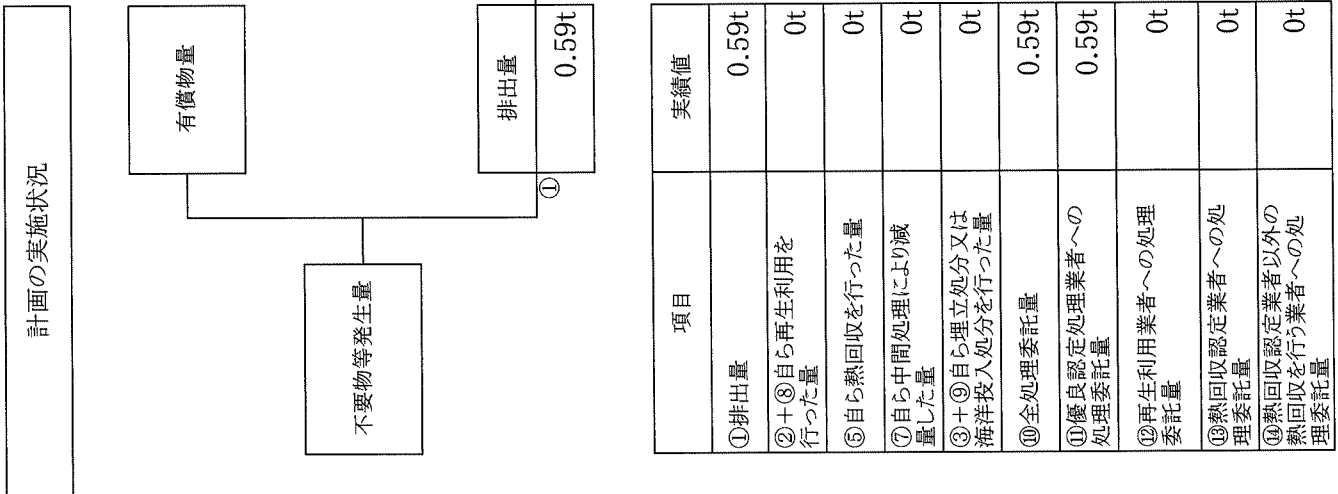 計画の実施状況
有償物量
不要物等発生量
①
排出量
0.59t
項目
実績値
①排出量
0.59t
②+⑧自ら再生利用を
行った量
0t
⑤自ら熱回収を行った量
0t
⑦自ら中間処理により減
量した量
0t
③+⑨自ら埋立処分又は
海洋投入処分を行った量
0t
⑩全処理委託量
0.59t
⑪優良認定処理業者への
処理委託量
0.59t
⑫再生利用業者への処理
委託量
0t
⑬熱回収認定業者への処
理委託量
0t
⑭熱回収認定業者以外の
熱回収を行う業者への処
理委託量
0t